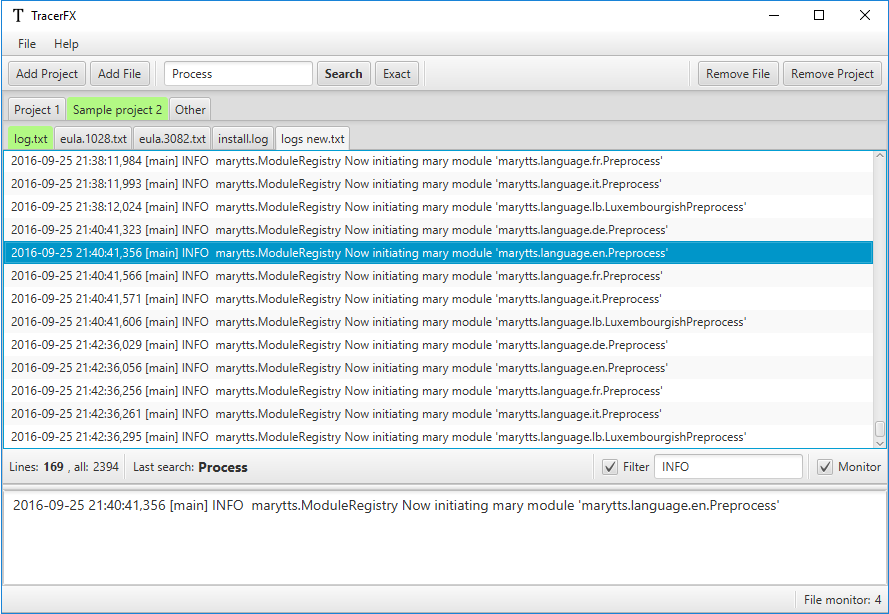 T TracerFX
File Help
Add Project Add File Process Search Exact Remove File Remove Project
Project 1 Sample project 2 Other
log.txt eula.1028.txt eula.3082.txt install.log logs new.txt
2016-09-25 21:38:11,984 [main] INFO  marytts.ModuleRegistry Now initiating mary module 'marytts.language.fr.Preprocess'
2016-09-25 21:38:11,993 [main] INFO  marytts.ModuleRegistry Now initiating mary module 'marytts.language.it.Preprocess'
2016-09-25 21:38:12,024 [main] INFO  marytts.ModuleRegistry Now initiating mary module 'marytts.language.lb.LuxembourgishPreprocess'
2016-09-25 21:40:41,323 [main] INFO  marytts.ModuleRegistry Now initiating mary module 'marytts.language.de.Preprocess'
2016-09-25 21:40:41,356 [main] INFO  marytts.ModuleRegistry Now initiating mary module 'marytts.language.en.Preprocess'
2016-09-25 21:40:41,566 [main] INFO  marytts.ModuleRegistry Now initiating mary module 'marytts.language.fr.Preprocess'
2016-09-25 21:40:41,571 [main] INFO  marytts.ModuleRegistry Now initiating mary module 'marytts.language.it.Preprocess'
2016-09-25 21:40:41,606 [main] INFO  marytts.ModuleRegistry Now initiating mary module 'marytts.language.lb.LuxembourgishPreprocess'
2016-09-25 21:42:36,029 [main] INFO  marytts.ModuleRegistry Now initiating mary module 'marytts.language.de.Preprocess'
2016-09-25 21:42:36,056 [main] INFO  marytts.ModuleRegistry Now initiating mary module 'marytts.language.en.Preprocess'
2016-09-25 21:42:36,256 [main] INFO  marytts.ModuleRegistry Now initiating mary module 'marytts.language.fr.Preprocess'
2016-09-25 21:42:36,261 [main] INFO  marytts.ModuleRegistry Now initiating mary module 'marytts.language.it.Preprocess'
2016-09-25 21:42:36,295 [main] INFO  marytts.ModuleRegistry Now initiating mary module 'marytts.language.lb.LuxembourgishPreprocess'
Lines: 169 , all: 2394 Last search: Process Filter INFO Monitor
2016-09-25 21:40:41,356 [main] INFO  marytts.ModuleRegistry Now initiating mary module 'marytts.language.en.Preprocess'
File monitor: 4